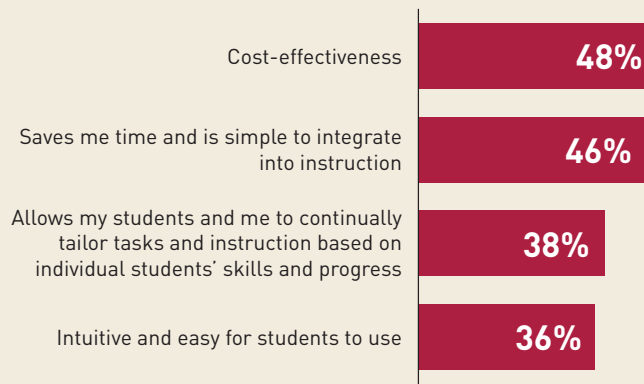 Cost-effectiveness
48%
Saves me time and is simple to integrate
into instruction
46%
Allows my students and me to continually
tailor tasks and instruction based on
individual students’ skills and progress
38%
Intuitive and easy for students to use
36%